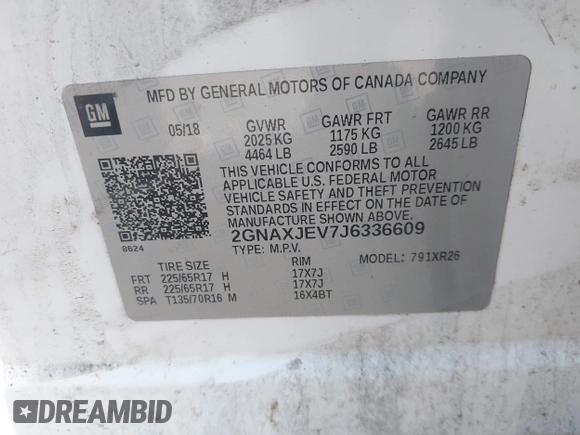 MFD BY GENERAL MOTORS OF CANADA COMPANY
GM
05/18 GVWR GAWR FRT GAWR RR
2025 KG 1175 KG 1200 KG
4464 LB 2590 LB 2645 LB
THIS VEHICLE CONFORMS TO ALL
APPLICABLE U.S. FEDERAL MOTOR
VEHICLE SAFETY AND THEFT PREVENTION
STANDARDS IN EFFECT ON THE DATE OF
MANUFACTURE SHOWN ABOVE.
8624
2GNAXJEV7J6336609
TYPE: M.P.V. 791XR26
TIRE SIZE RIM
FRT 225/65R17 H 17X7J
RR 225/65R17 H 17X7J
SPA T135/70R16 M 16X4BT
DREAMBID